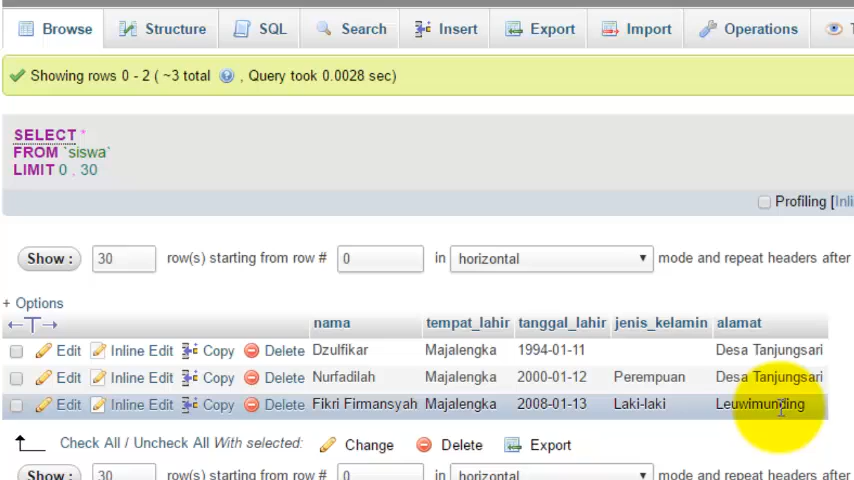 Browse Structure SQL Search Insert Export Import Operations
Showing rows 0 - 2 ( ~3 total , Query took 0.0028 sec)
SELECT *
FROM `siswa`
LIMIT 0 , 30
Profiling [Inli
Show : 30 row(s) starting from row # 0 in horizontal mode and repeat headers after
+ Options
nama tempat_lahir tanggal_lahir jenis_kelamin alamat
Edit Inline Edit Copy Delete Dzulfikar Majalengka 1994-01-11 Desa Tanjungsari
Edit Inline Edit Copy Delete Nurfadilah Majalengka 2000-01-12 Perempuan Desa Tanjungsari
Edit Inline Edit Copy Delete Fikri Firmansyah Majalengka 2008-01-13 Laki-laki Leuwimunding
Check All / Uncheck All With selected: Change Delete Export
Show : 30 row(s) starting from row # 0 in horizontal mode and repeat headers after